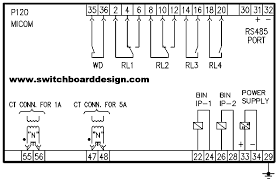 P120
MICOM
35 36 2 4 6 8 10 12 14 16 18 20 30 31 32
WD RL1 RL2 RL3 RL4
RS485
PORT
www.switchboarddesign.com
CT CONN. FOR 1A CT CONN. FOR 5A
BIN
IP-1
BIN
IP-2
POWER
SUPPLY
"N" "N"
+ -
55 56 47 48 22 24 26 28 33 34 29